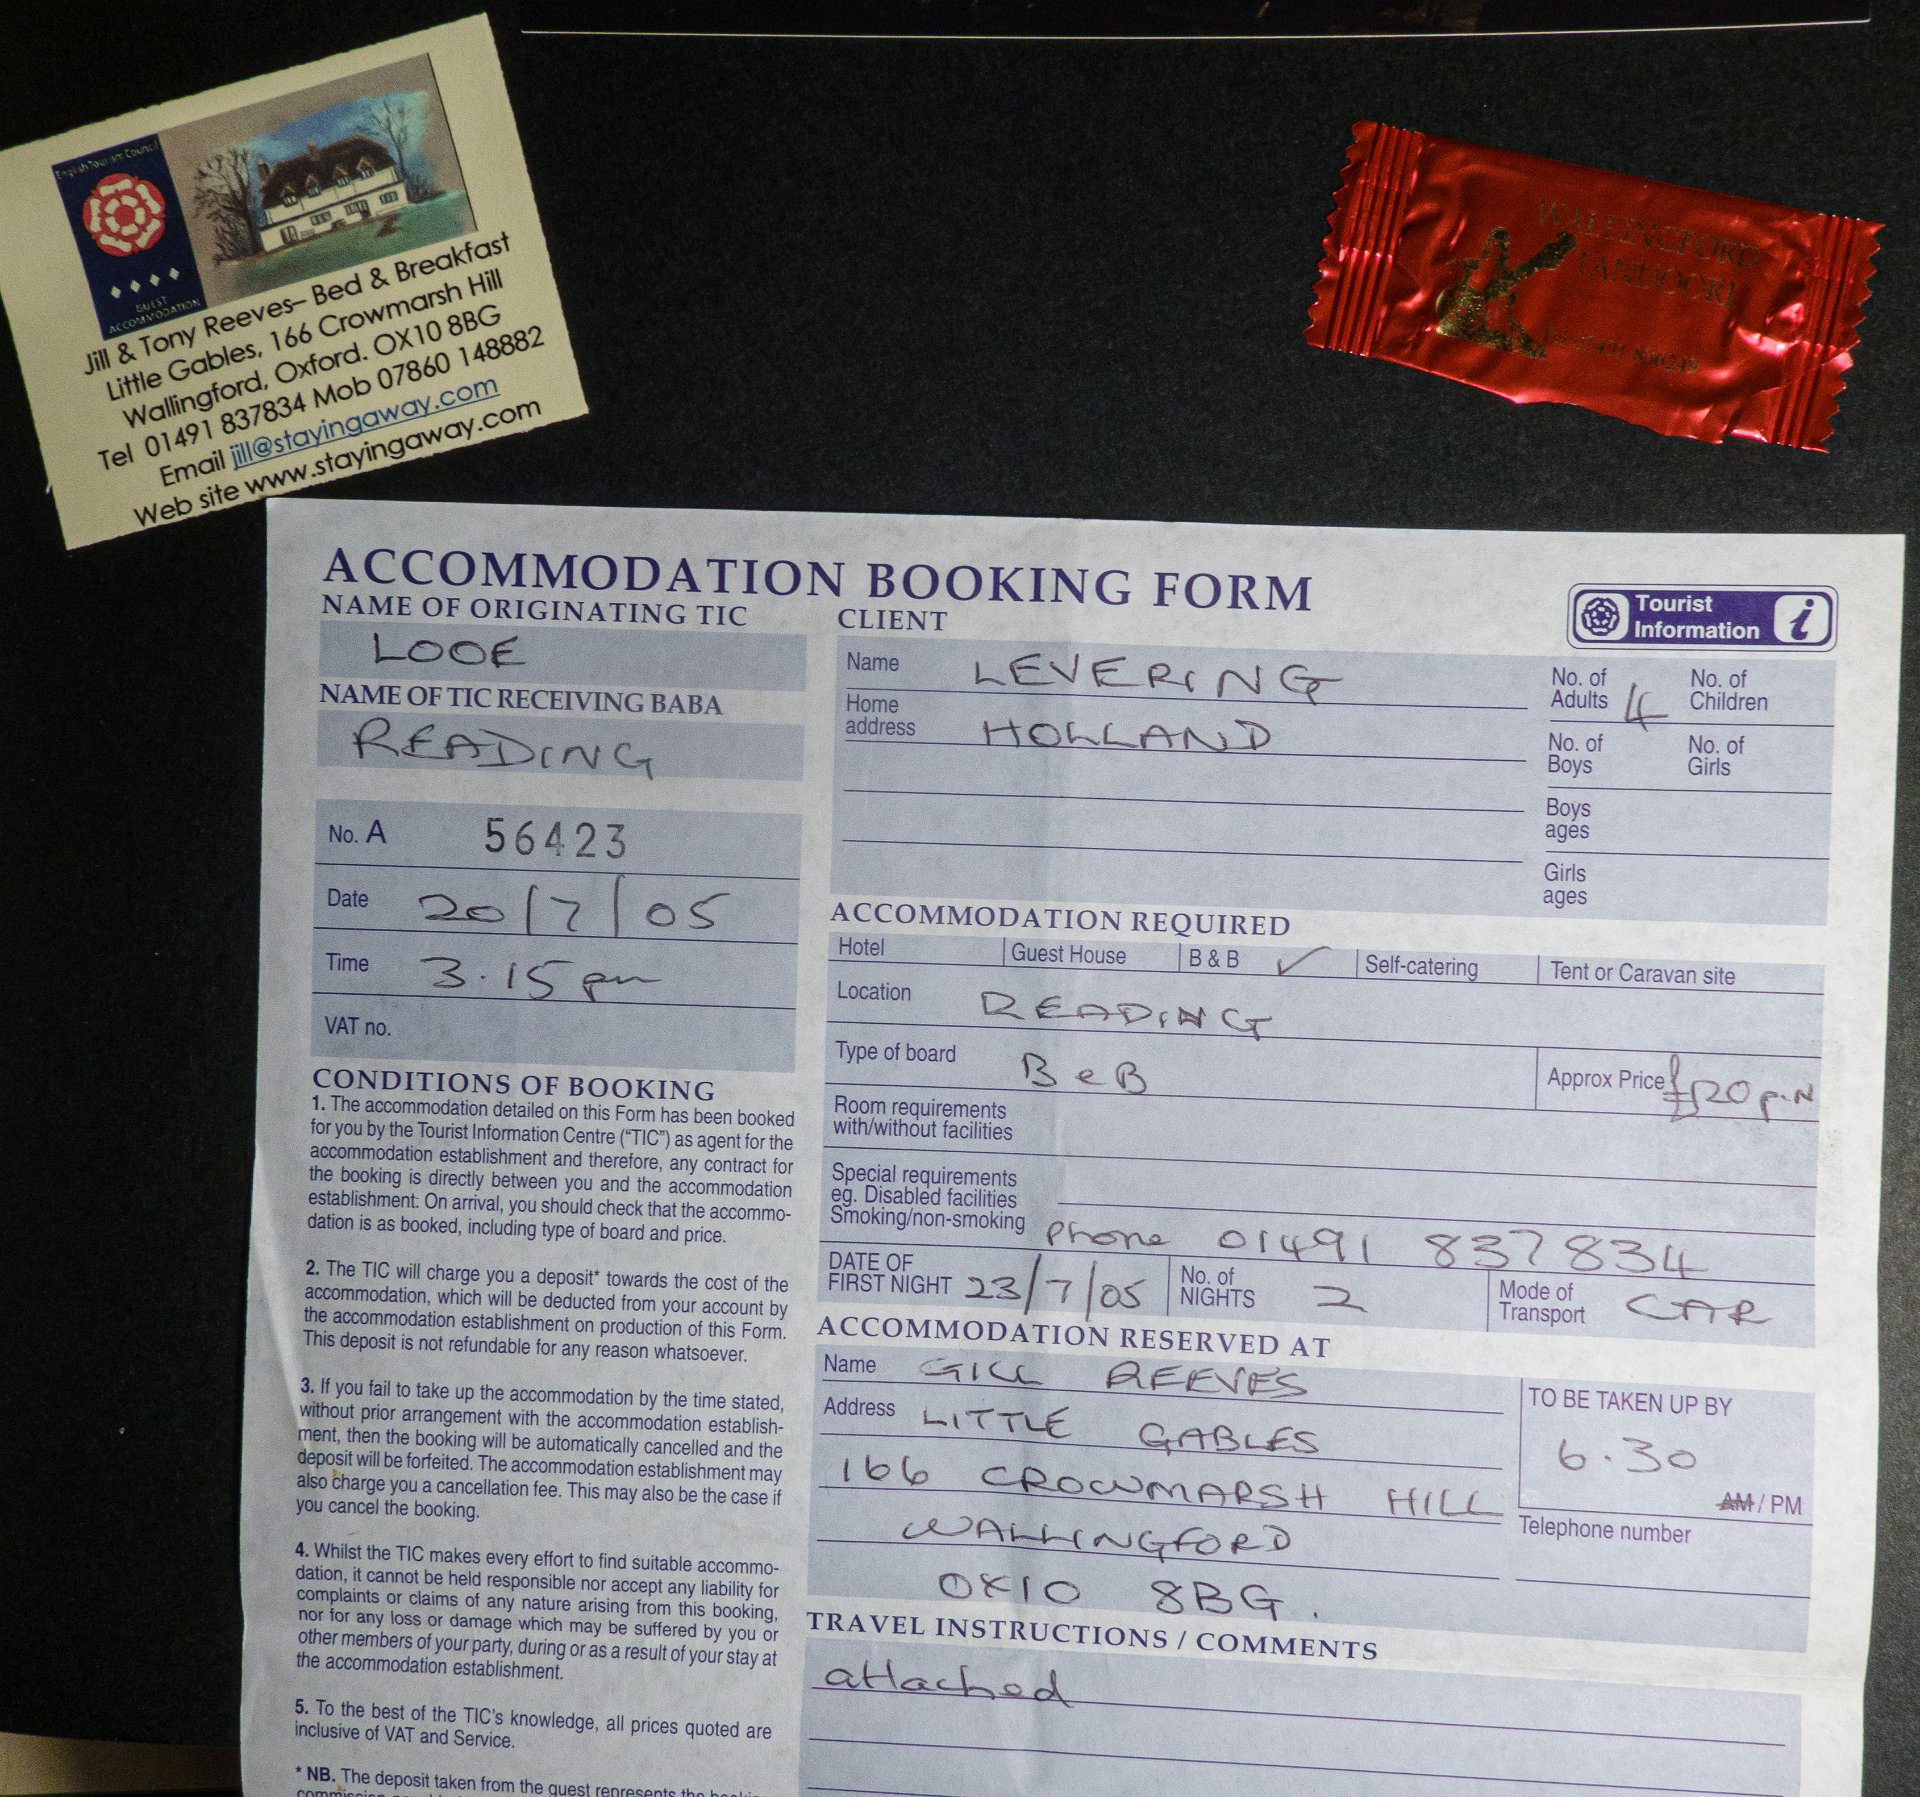 English Tourism Council
GUEST
ACCOMMODATION
Jill & Tony Reeves– Bed & Breakfast
Little Gables, 166 Crowmarsh Hill
Wallingford, Oxford. OX10 8BG
Tel 01491 837834 Mob 07860 148882
Email jill@stayingaway.com
Web site www.stayingaway.com
WALLINGFORD
TANDOORI
ACCOMMODATION BOOKING FORM
Tourist
Information
i
NAME OF ORIGINATING TIC
LOOE
NAME OF TIC RECEIVING BABA
READING
No. A 56423
Date 20/7/05
Time 3.15 pm
VAT no.
CONDITIONS OF BOOKING
1. The accommodation detailed on this Form has been booked
for you by the Tourist Information Centre (“TIC”) as agent for the
accommodation establishment and therefore, any contract for
the booking is directly between you and the accommodation
establishment. On arrival, you should check that the accommo-
dation is as booked, including type of board and price.
2. The TIC will charge you a deposit* towards the cost of the
accommodation, which will be deducted from your account by
the accommodation establishment on production of this Form.
This deposit is not refundable for any reason whatsoever.
3. If you fail to take up the accommodation by the time stated,
without prior arrangement with the accommodation establish-
ment, then the booking will be automatically cancelled and the
deposit will be forfeited. The accommodation establishment may
also charge you a cancellation fee. This may also be the case if
you cancel the booking.
4. Whilst the TIC makes every effort to find suitable accommo-
dation, it cannot be held responsible nor accept any liability for
complaints or claims of any nature arising from this booking,
nor for any loss or damage which may be suffered by you or
other members of your party, during or as a result of your stay at
the accommodation establishment.
5. To the best of the TIC's knowledge, all prices quoted are
inclusive of VAT and Service.
* NB. The deposit taken from the guest represents the
CLIENT
Name LEVERING
Home
address HOLLAND
No. of
Adults 4
No. of
Children
No. of
Boys
No. of
Girls
Boys
ages
Girls
ages
ACCOMMODATION REQUIRED
Hotel Guest House B & B ✓ Self-catering Tent or Caravan site
Location READING
Type of board B e B
Approx Price £120 p.N
Room requirements
with/without facilities
Special requirements
eg. Disabled facilities
Smoking/non-smoking phone 01491 837834
DATE OF
FIRST NIGHT 23/7/05
No. of
NIGHTS 2
Mode of
Transport CAR
ACCOMMODATION RESERVED AT
Name GILL REEVES
Address LITTLE GABLES
166 CROWMARSH HILL
WALLINGFORD
OX10 8BG.
TO BE TAKEN UP BY
6.30
AM / PM
Telephone number
TRAVEL INSTRUCTIONS / COMMENTS
attached